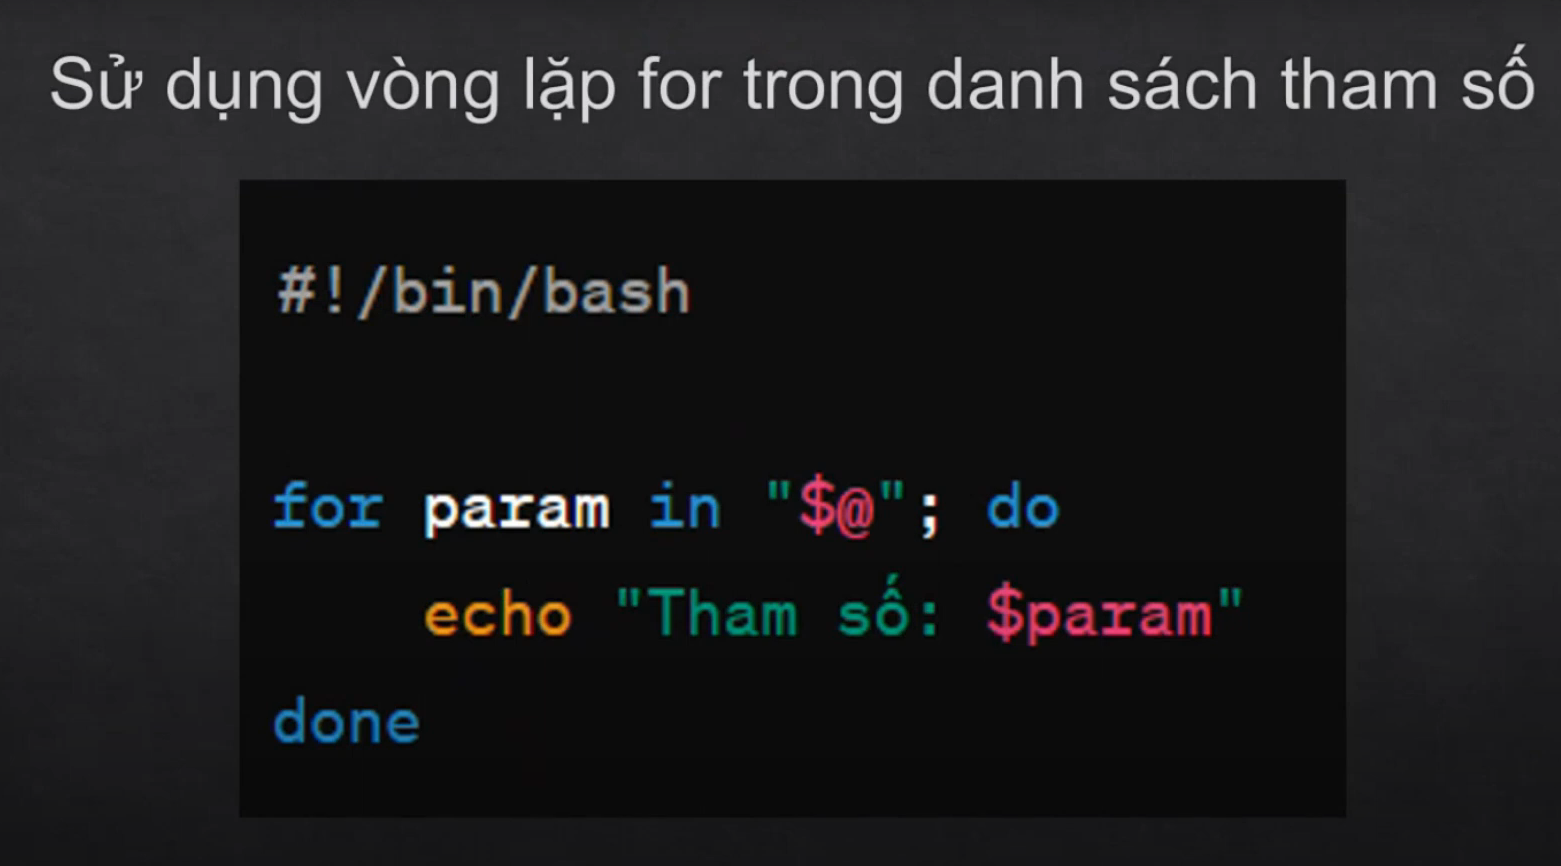 Sử dụng vòng lặp for trong danh sách tham số
#!/bin/bash
for param in "$@"; do
echo "Tham số: $param"
done